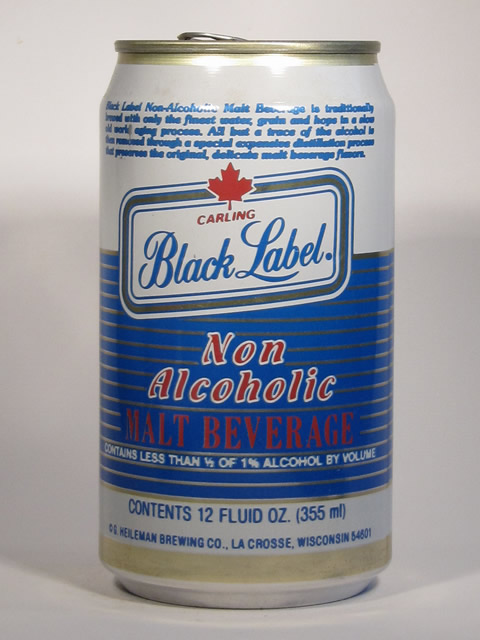 Black Label Non-Alcoholic Malt Beverage is traditionally
brewed with only the finest water, grain and hops in a slow
old world aging process. All but a trace of the alcohol is
then removed through a special expensive distillation process
that preserves the original, delicate malt beverage flavors.
CARLING
Black Label.
Non
Alcoholic
MALT BEVERAGE
CONTAINS LESS THAN ½ OF 1% ALCOHOL BY VOLUME
CONTENTS 12 FLUID OZ. (355 ml)
©G. HEILEMAN BREWING CO., LA CROSSE, WISCONSIN 54601